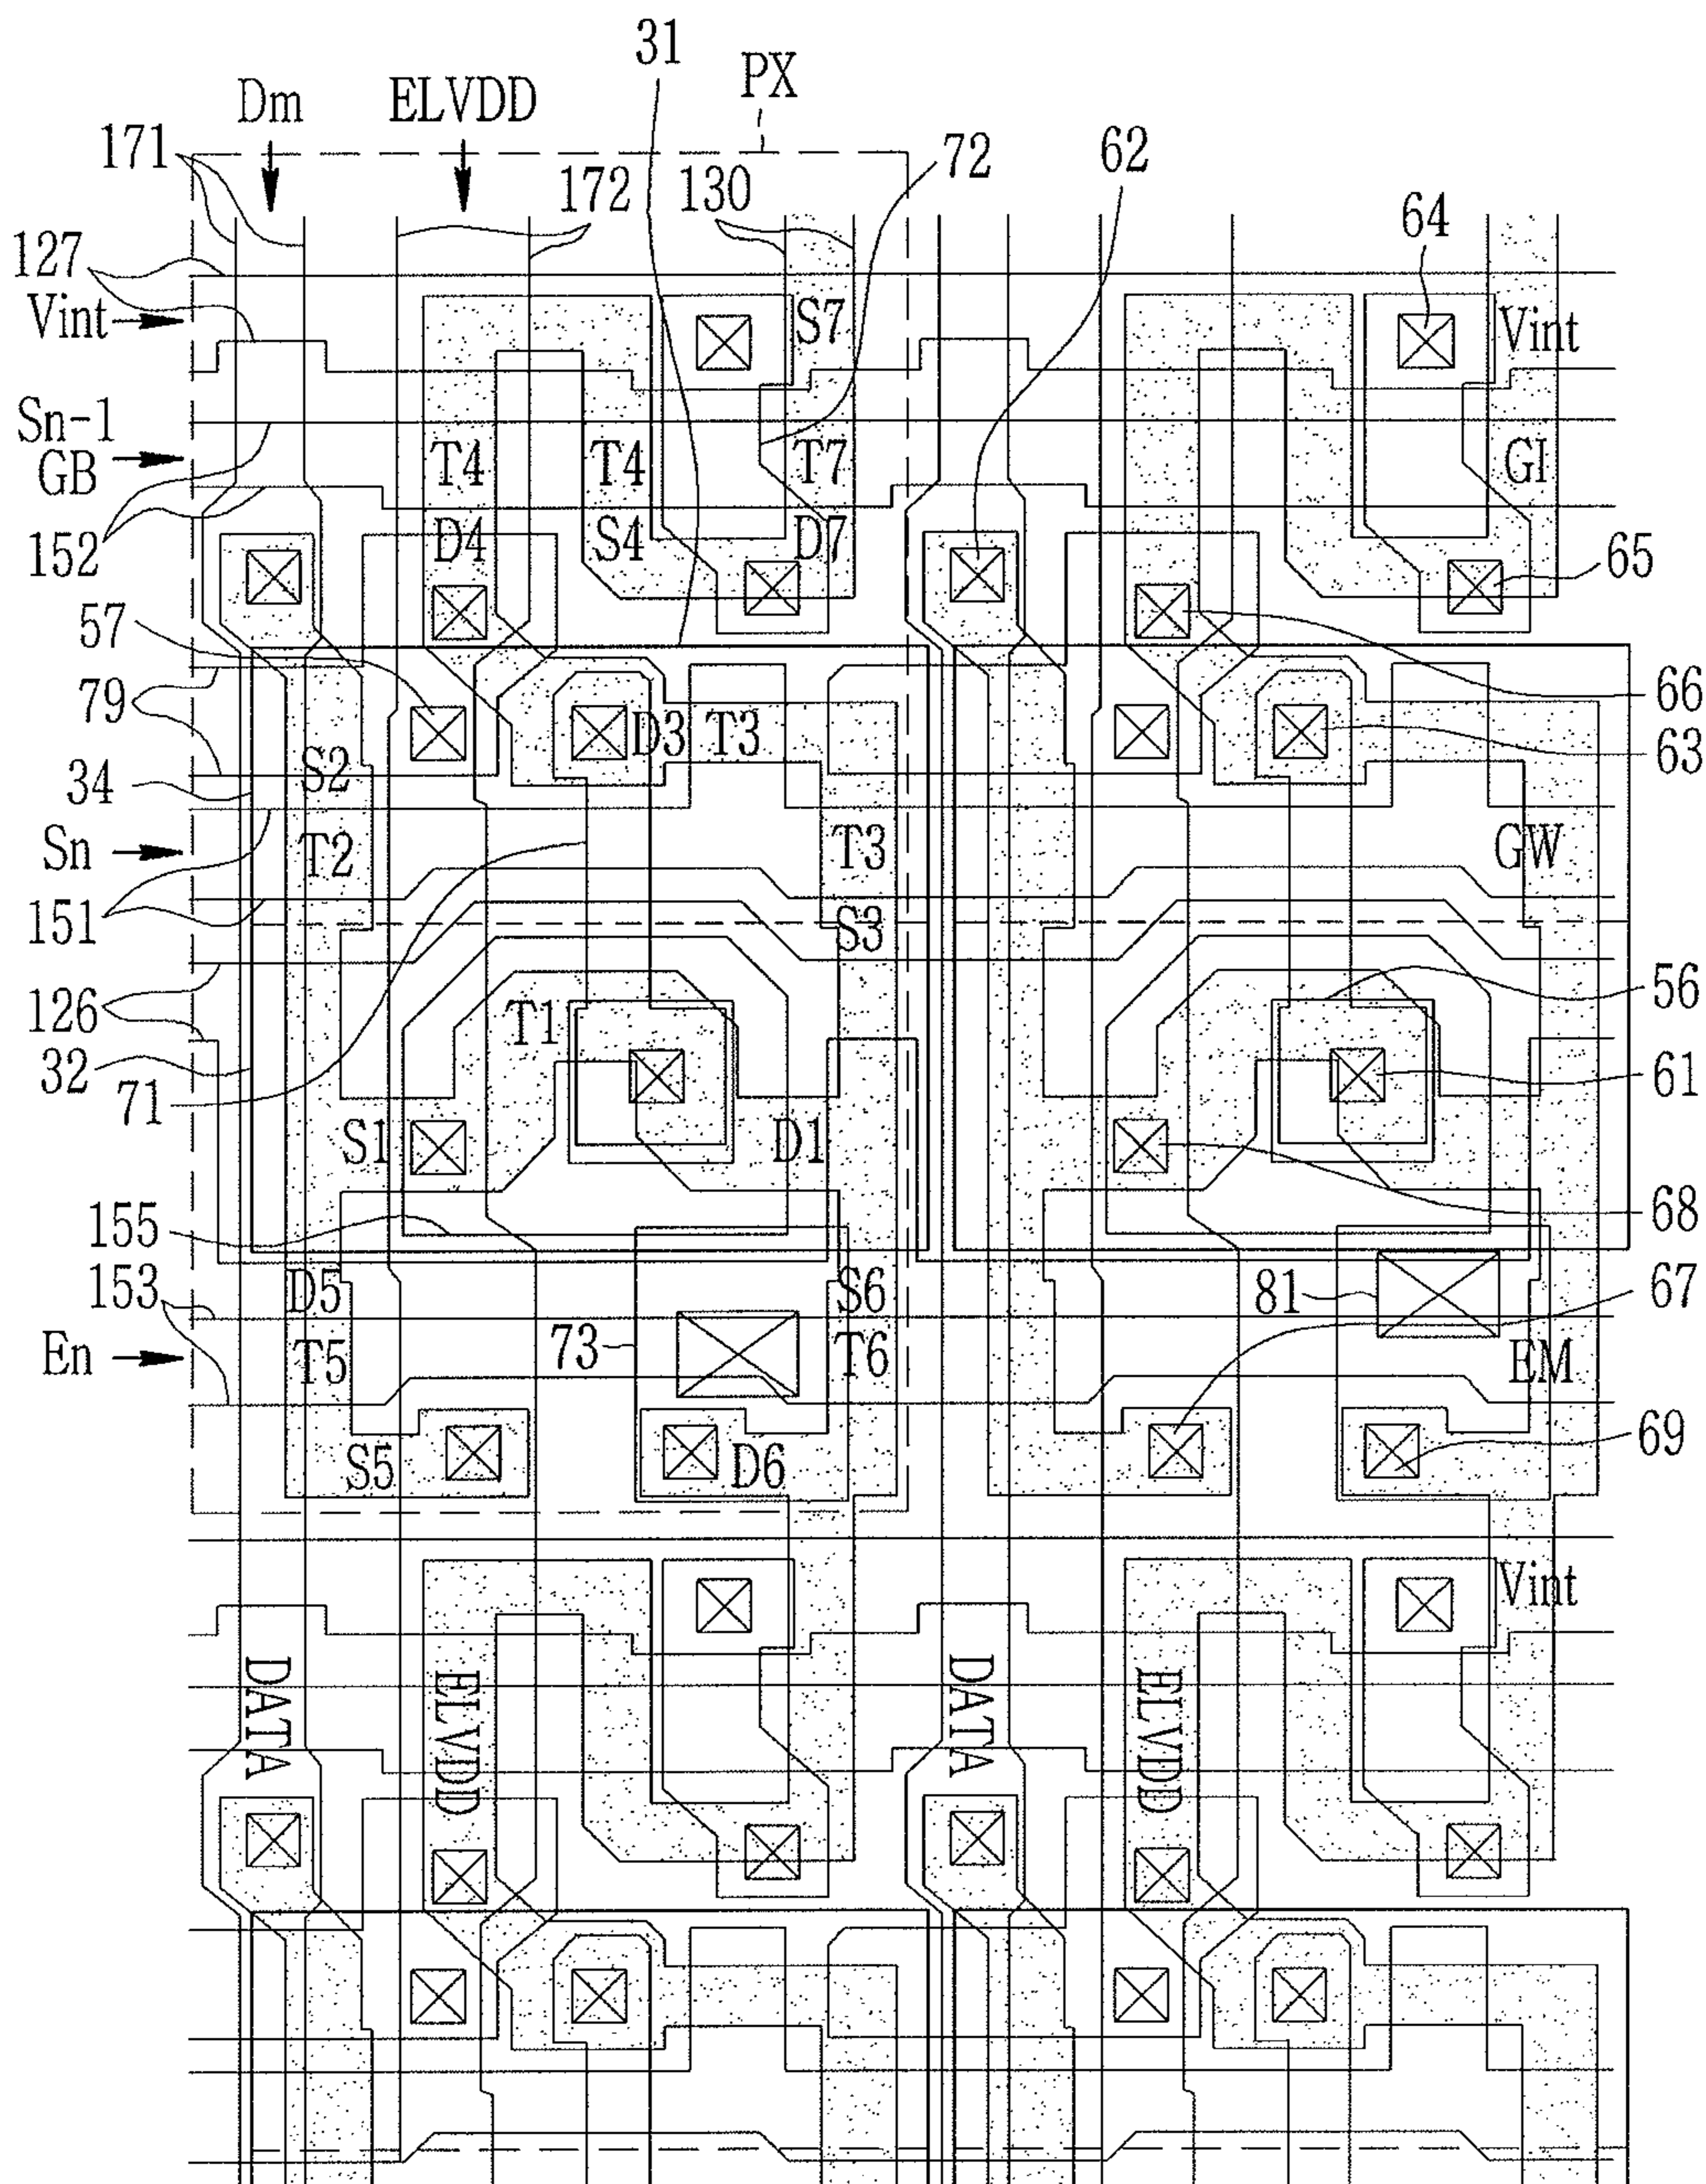 31
Dm ELVDD PX
171 172 130 72 62
64
127
Vint S7 Vint
Sn-1
GB T4 T4 T7 GI
152 D4 S4 D7 65
57
79 66
D3 T3 63
34 S2
Sn T2 T3 GW
151 S3
126 T1 56
32 71 61
S1 D1
155 68
153 D5 S6 81 67
En T5 73 T6 EM
S5 D6 69
Vint
DATA ELVDD DATA ELVDD